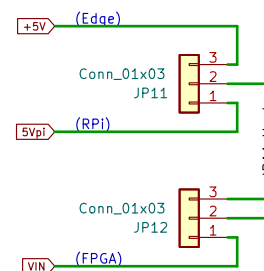 +5V (Edge)
3
Conn_01x03 2
JP11 1
5Vpi (RPi)
3
Conn_01x03 2
JP12 1
VIN (FPGA)